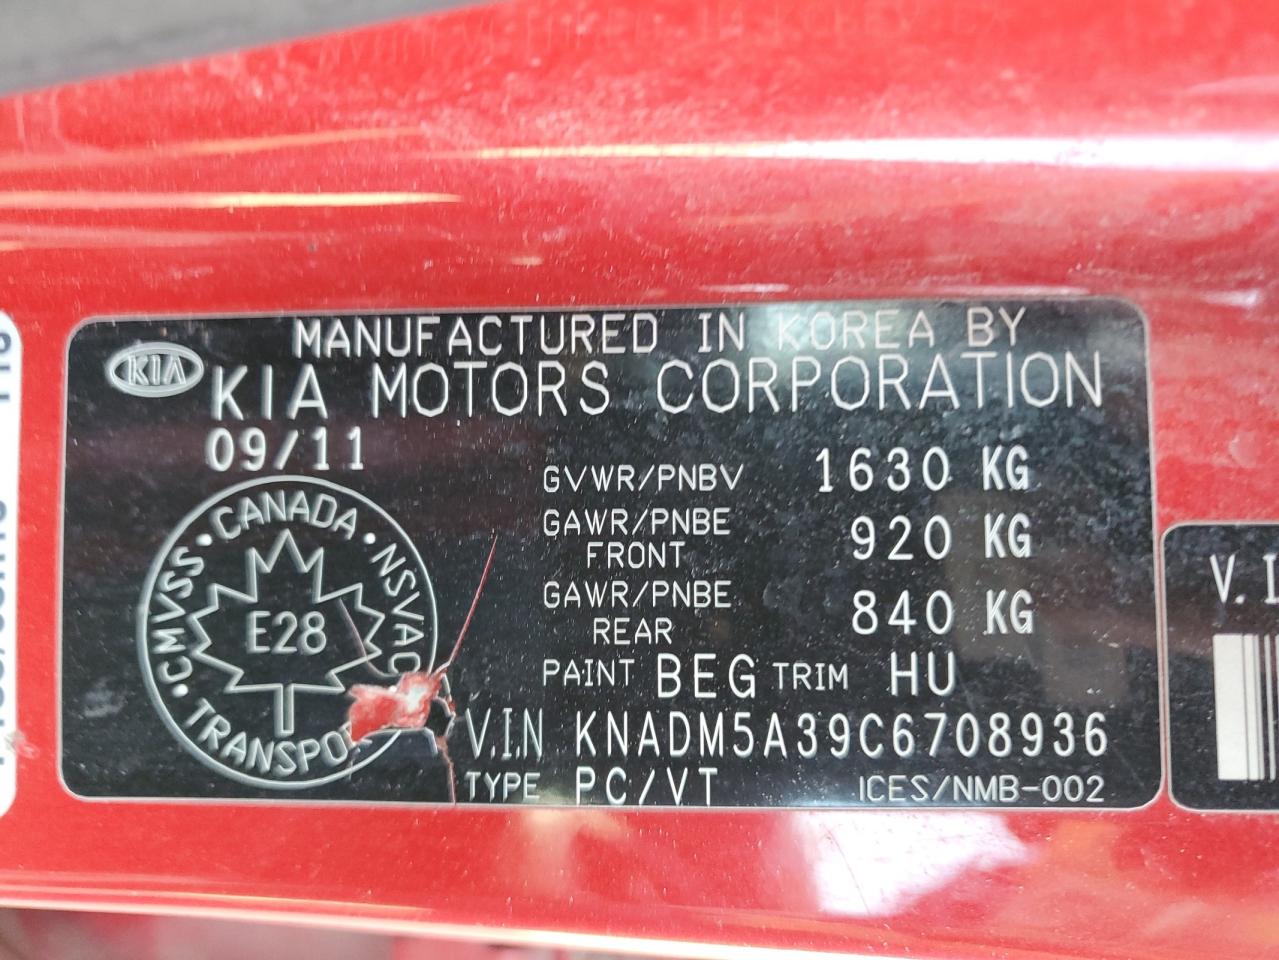 MANUFACTURED IN KOREA BY
KIA KIA MOTORS CORPORATION
09/11
GVWR/PNBV 1630 KG
GAWR/PNBE FRONT 920 KG
GAWR/PNBE REAR 840 KG
PAINT BEG TRIM HU
V.I.N KNADM5A39C6708936
TYPE PC/VT ICES/NMB-002
CANADA
NSVAC
TRANSPO
CMVSS
E28
V.I